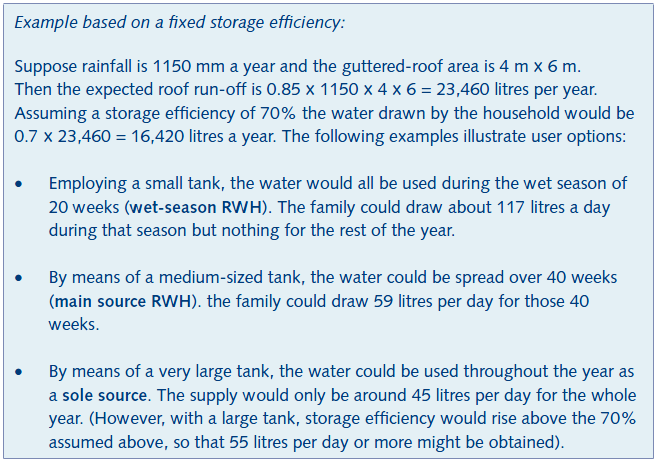 Example based on a fixed storage efficiency:
Suppose rainfall is 1150 mm a year and the guttered-roof area is 4 m x 6 m.
Then the expected roof run-off is 0.85 x 1150 x 4 x 6 = 23,460 litres per year.
Assuming a storage efficiency of 70% the water drawn by the household would be
0.7 x 23,460 = 16,420 litres a year. The following examples illustrate user options:
• Employing a small tank, the water would all be used during the wet season of
20 weeks (wet-season RWH). The family could draw about 117 litres a day
during that season but nothing for the rest of the year.
• By means of a medium-sized tank, the water could be spread over 40 weeks
(main source RWH). the family could draw 59 litres per day for those 40
weeks.
• By means of a very large tank, the water could be used throughout the year as
a sole source. The supply would only be around 45 litres per day for the whole
year. (However, with a large tank, storage efficiency would rise above the 70%
assumed above, so that 55 litres per day or more might be obtained).